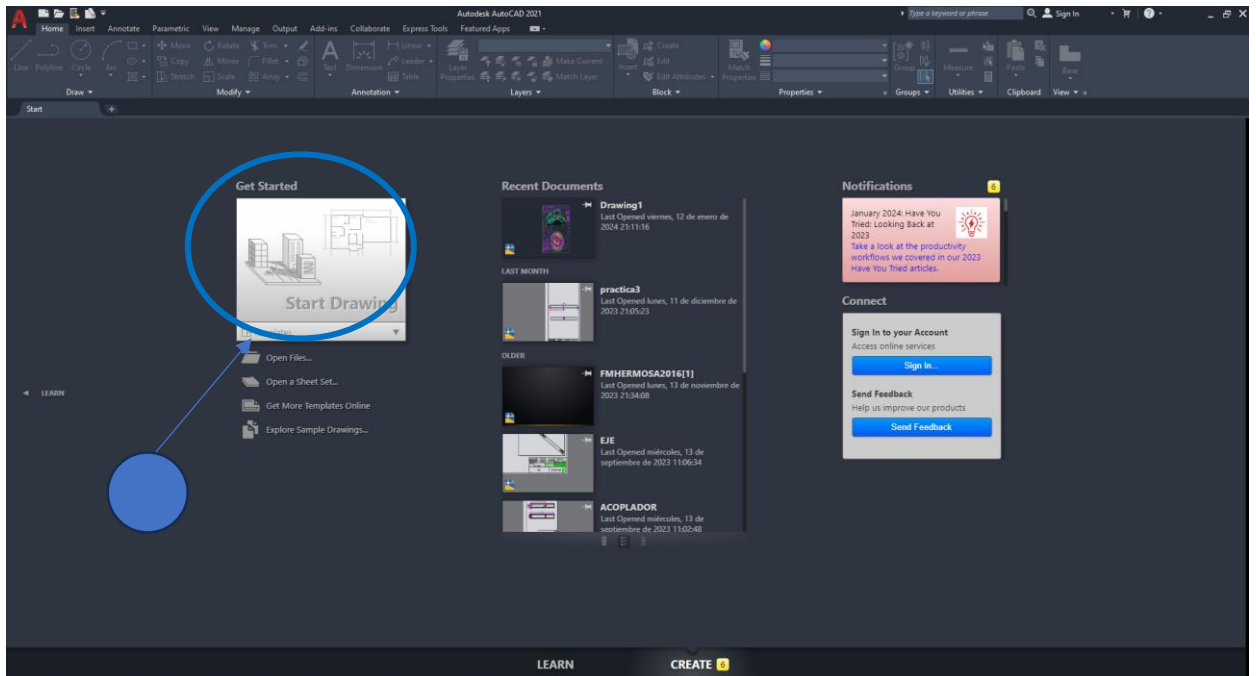 Autodesk AutoCAD 2021
Type a keyword or phrase
Sign In
Home Insert Annotate Parametric View Manage Output Add-ins Collaborate Express Tools Featured Apps
Line Polyline Circle Arc
Move Rotate Trim
Copy Mirror Fillet
Stretch Scale Array
Text Dimension
Linear
Leader
Table
Layer
Properties
Make Current
Match Layer
Insert
Create
Edit
Edit Attributes
Match
Properties
Group
Measure
Paste
Base
Draw Modify Annotation Layers Block Properties Groups Utilities Clipboard View
Start
Get Started
Start Drawing
Open Files...
Open a Sheet Set...
Get More Templates Online
Explore Sample Drawings...
LEARN
Recent Documents
Drawing1
Last Opened viernes, 12 de enero de
2024 21:11:16
LAST MONTH
practica3
Last Opened lunes, 11 de diciembre de
2023 21:05:23
OLDER
FMHERMOSA2016[1]
Last Opened lunes, 13 de noviembre de
2023 21:34:08
EJE
Last Opened miércoles, 13 de
septiembre de 2023 11:06:34
ACOPLADOR
Last Opened miércoles, 13 de
septiembre de 2023 11:02:48
Notifications 6
January 2024: Have You
Tried: Looking Back at
2023
Take a look at the productivity
workflows we covered in our 2023
Have You Tried articles.
Connect
Sign In to your Account
Access online services
Sign In...
Send Feedback
Help us improve our products
Send Feedback
LEARN CREATE 6